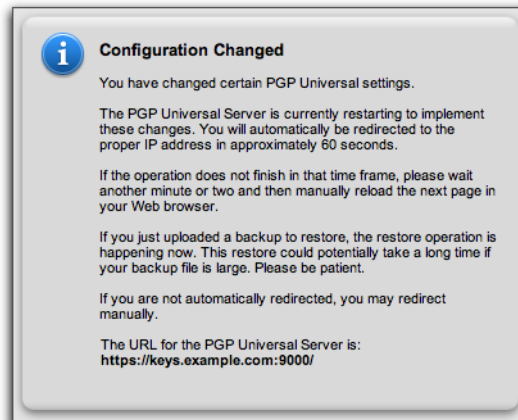 Configuration Changed
You have changed certain PGP Universal settings.
The PGP Universal Server is currently restarting to implement
these changes. You will automatically be redirected to the
proper IP address in approximately 60 seconds.
If the operation does not finish in that time frame, please wait
another minute or two and then manually reload the next page in
your Web browser.
If you just uploaded a backup to restore, the restore operation is
happening now. This restore could potentially take a long time if
your backup file is large. Please be patient.
If you are not automatically redirected, you may redirect
manually.
The URL for the PGP Universal Server is:
https://keys.example.com:9000/